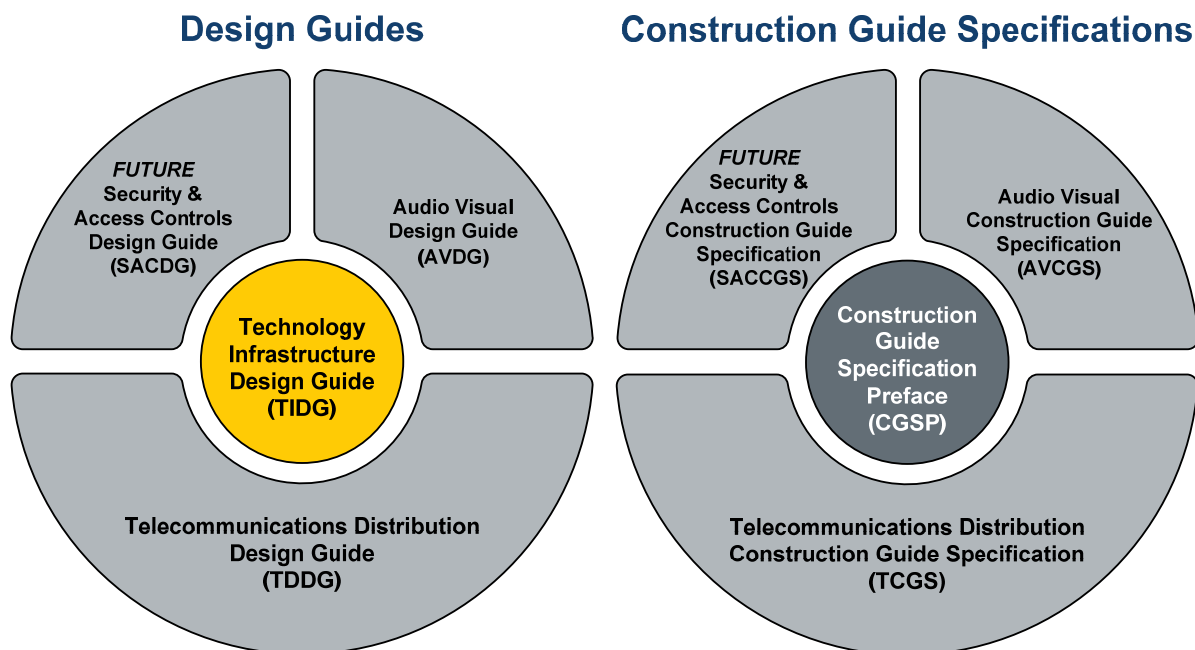 Design Guides
Construction Guide Specifications
FUTURE
Security &
Access Controls
Design Guide
(SACDG)
Audio Visual
Design Guide
(AVDG)
Technology
Infrastructure
Design Guide
(TIDG)
Telecommunications Distribution
Design Guide
(TDDG)
FUTURE
Security &
Access Controls
Construction Guide
Specification
(SACCGS)
Audio Visual
Construction Guide
Specification
(AVCGS)
Construction
Guide
Specification
Preface
(CGSP)
Telecommunications Distribution
Construction Guide Specification
(TCGS)